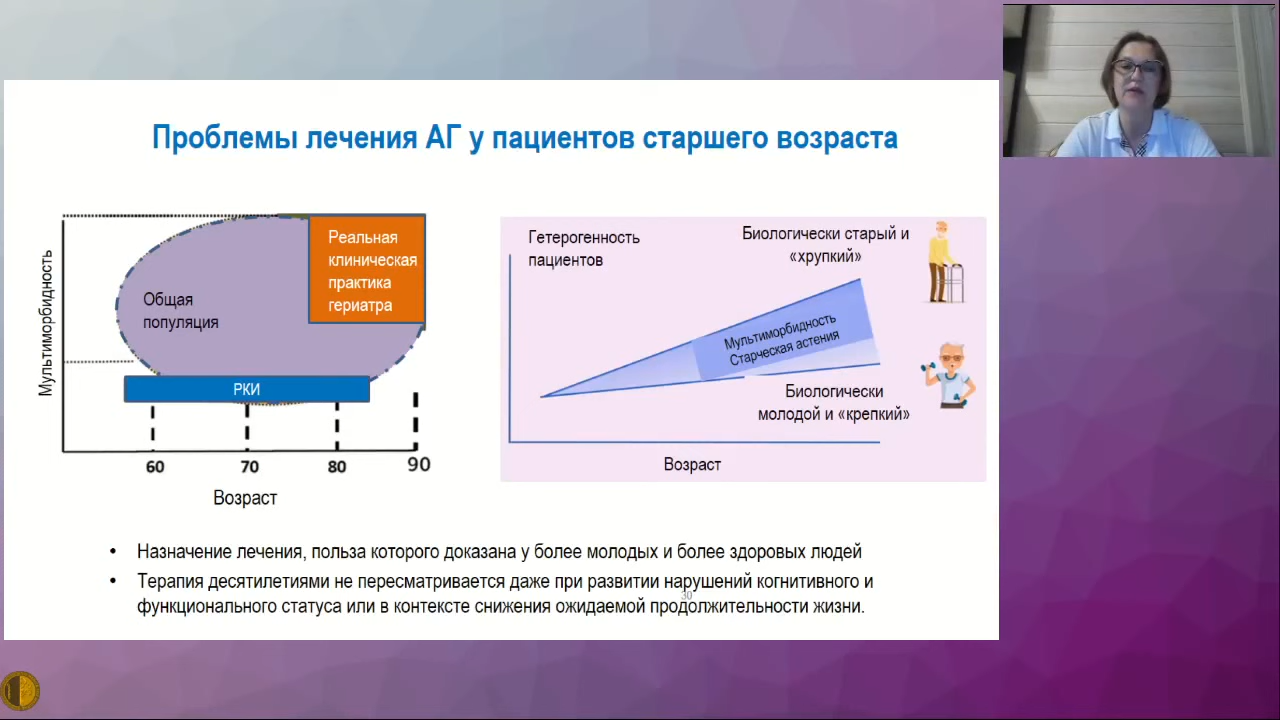 Проблемы лечения АГ у пациентов старшего возраста
Мультиморбидность
Общая
популяция
Реальная
клиническая
практика
гериатра
РКИ
60
70
80
90
Возраст
Гетерогенность
пациентов
Биологически старый и
«хрупкий»
Мультиморбидность
Старческая астения
Биологически
молодой и «крепкий»
Возраст
• Назначение лечения, польза которого доказана у более молодых и более здоровых людей
• Терапия десятилетиями не пересматривается даже при развитии нарушений когнитивного и
функционального статуса или в контексте снижения ожидаемой продолжительности жизни.
30